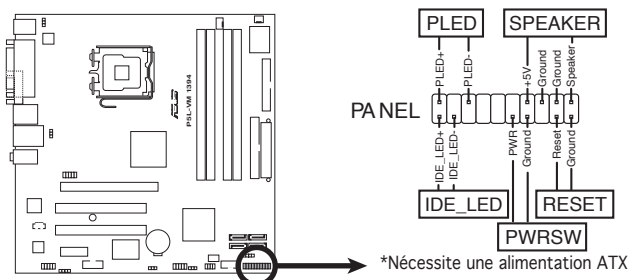 P5L-VM 1394
PLED
SPEAKER
PLED+
PLED-
+5V
Ground
Ground
Speaker
PANEL
IDE_LED+
IDE_LED-
PWR
Ground
Reset
Ground
IDE_LED
RESET
PWRSW
*Nécessite une alimentation ATX